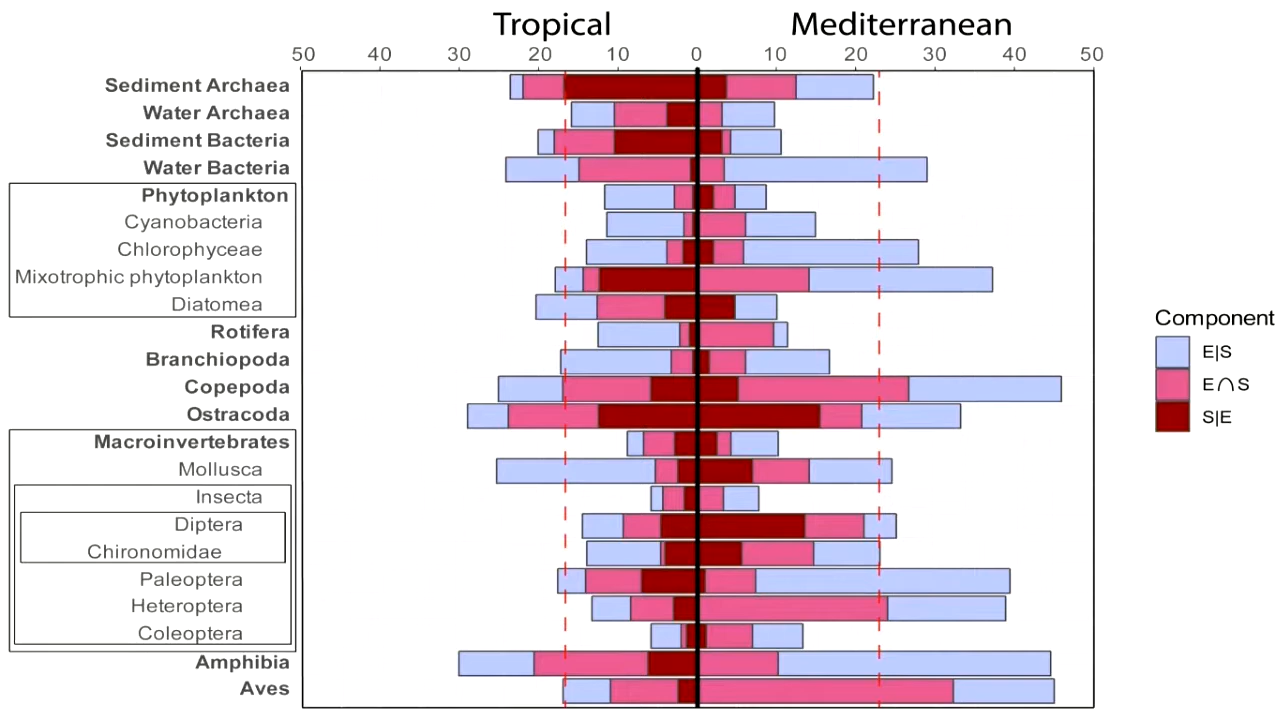 Tropical Mediterranean
50 40 30 20 10 0 10 20 30 40 50
Sediment Archaea
Water Archaea
Sediment Bacteria
Water Bacteria
Phytoplankton
Cyanobacteria
Chlorophyceae
Mixotrophic phytoplankton
Diatomea
Rotifera
Branchiopoda
Copepoda
Ostracoda
Macroinvertebrates
Mollusca
Insecta
Diptera
Chironomidae
Paleoptera
Heteroptera
Coleoptera
Amphibia
Aves
Component
E|S
E∩S
S|E